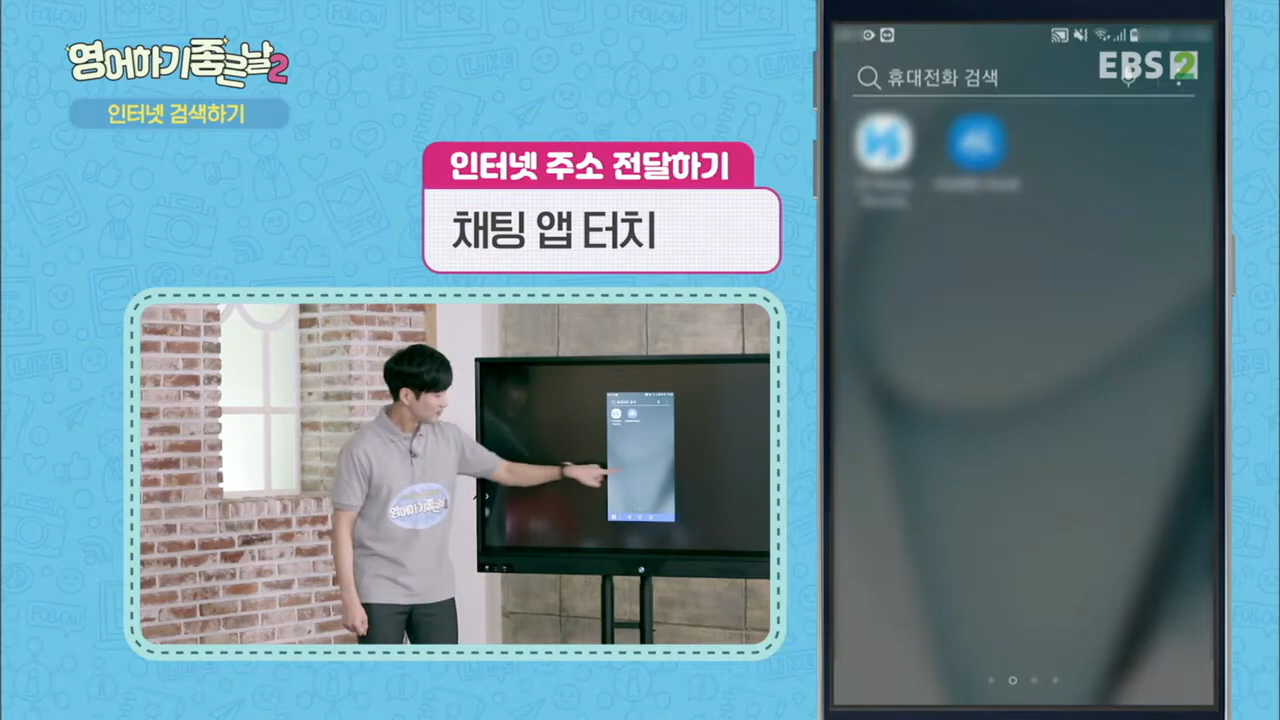 영어하기좋은날2
인터넷 검색하기
인터넷 주소 전달하기
채팅 앱 터치
휴대전화 검색
EBS 2
영어하기좋은날
LIKE
FOLLOW